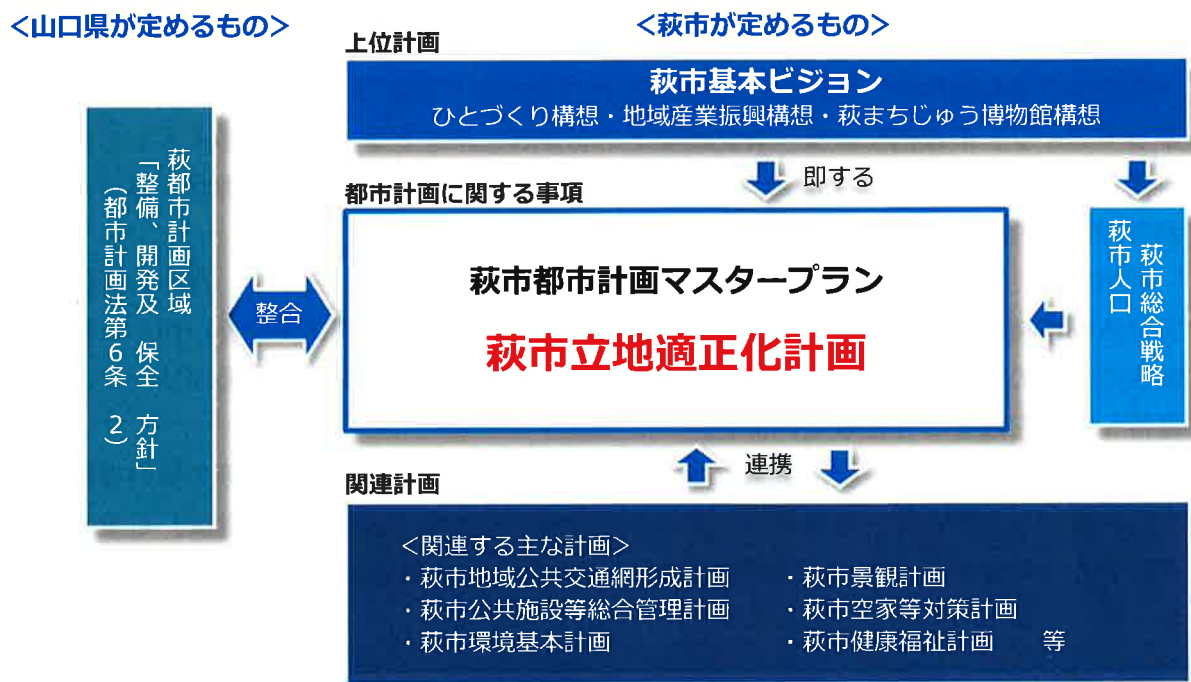 <山口県が定めるもの>
<萩市が定めるもの>
上位計画
萩市基本ビジョン
ひとづくり構想・地域産業振興構想・萩まちじゅう博物館構想
萩都市計画区域
「整備、開発及 保全 方針」
(都市計画法第6条 2)
整合
即する
都市計画に関する事項
萩市都市計画マスタープラン
萩市立地適正化計画
萩市総合戦略
萩市人口
連携
関連計画
<関連する主な計画>
・萩市地域公共交通網形成計画
・萩市公共施設等総合管理計画
・萩市環境基本計画
・萩市景観計画
・萩市空家等対策計画
・萩市健康福祉計画 等